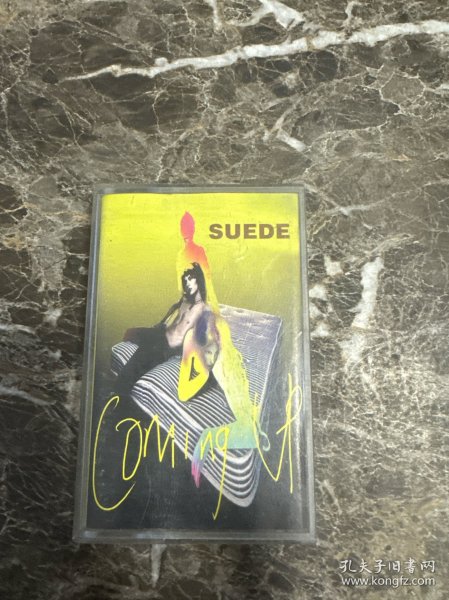 SUEDE
Coming Up
孔夫子旧书网
www.kongfz.com